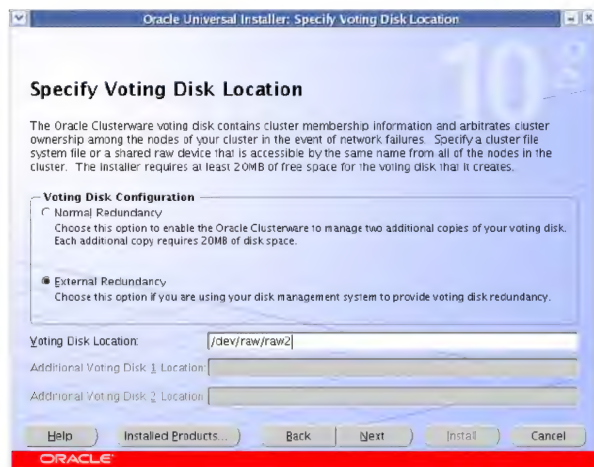 Oracle Universal Installer: Specify Voting Disk Location
10g
Specify Voting Disk Location
The Oracle Clusterware voting disk contains cluster membership information and arbitrates cluster
ownership among the nodes of your cluster in the event of network failures. Specify a cluster file
system file or a shared raw device that is accessible by the same name from all of the nodes in the
cluster. The installer requires at least 20MB of free space for the voting disk that it creates.
Voting Disk Configuration
Normal Redundancy
Choose this option to enable the Oracle Clusterware to manage two additional copies of your voting disk.
Each additional copy requires 20MB of disk space.
External Redundancy
Choose this option if you are using your disk management system to provide voting disk redundancy.
Voting Disk Location: /dev/raw/raw2
Additional Voting Disk 1 Location:
Additional Voting Disk 2 Location
Help Installed Products... Back Next Install Cancel
ORACLE